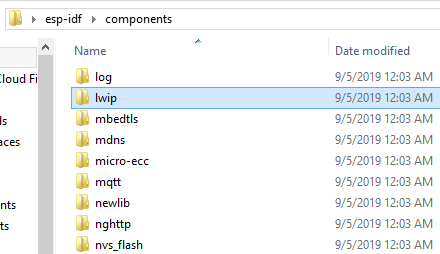 esp-idf › components
Name Date modified
log 9/5/2019 12:03 AM
Cloud Fi
lwip 9/5/2019 12:03 AM
mbedtls 9/5/2019 12:03 AM
ds
mdns 9/5/2019 12:03 AM
aces
micro-ecc 9/5/2019 12:03 AM
mqtt 9/5/2019 12:03 AM
newlib 9/5/2019 12:03 AM
nts
nghttp 9/5/2019 12:03 AM
ts
nvs_flash 9/5/2019 12:03 AM